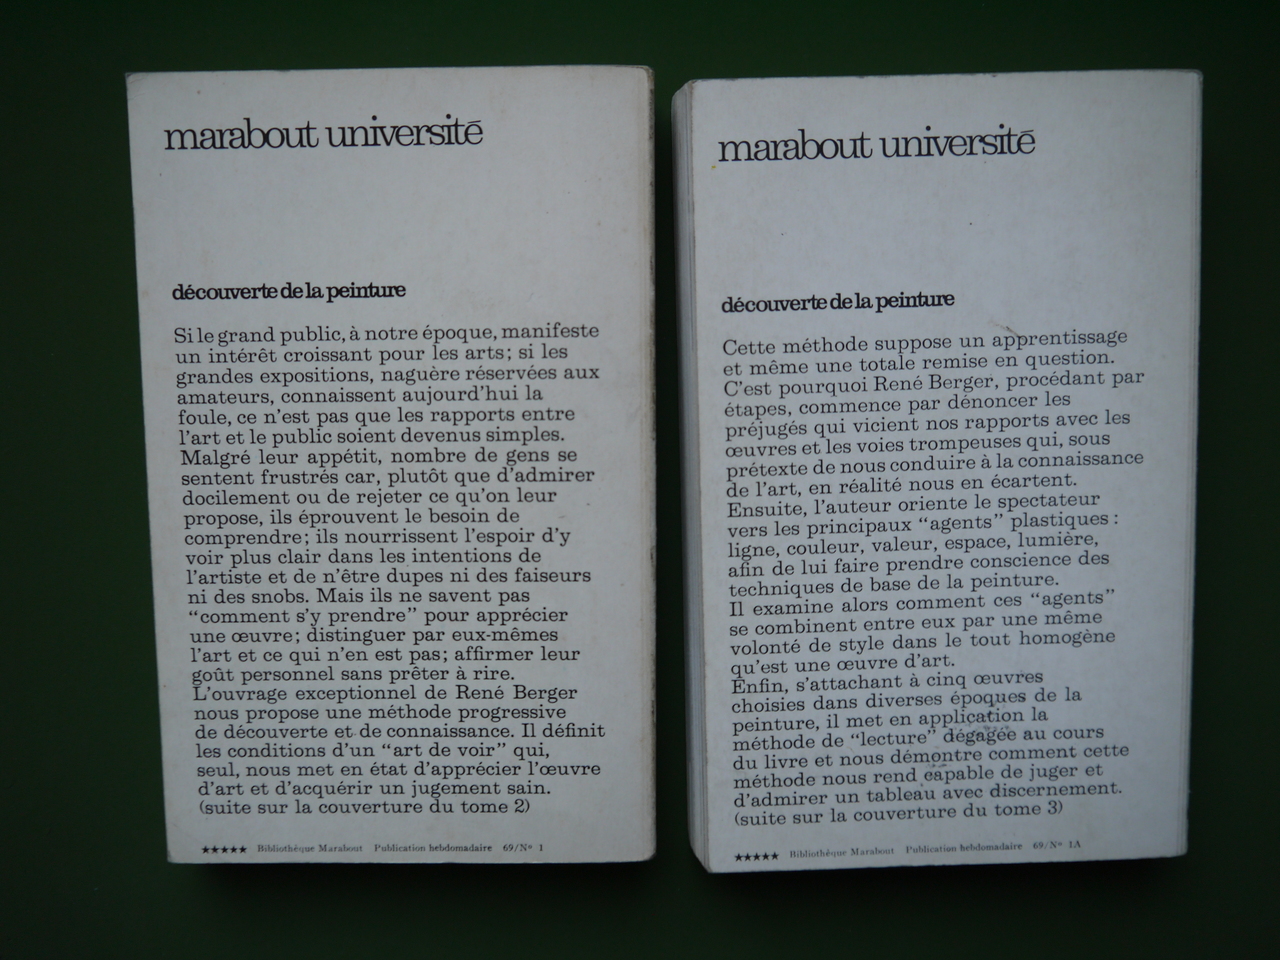 marabout université
découverte de la peinture
Si le grand public, à notre époque, manifeste
un intérêt croissant pour les arts; si les
grandes expositions, naguère réservées aux
amateurs, connaissent aujourd'hui la
foule, ce n'est pas que les rapports entre
l'art et le public soient devenus simples.
Malgré leur appétit, nombre de gens se
sentent frustrés car, plutôt que d'admirer
docilement ou de rejeter ce qu'on leur
propose, ils éprouvent le besoin de
comprendre; ils nourrissent l'espoir d'y
voir plus clair dans les intentions de
l'artiste et de n'être dupes ni des faiseurs
ni des snobs. Mais ils ne savent pas
"comment s'y prendre" pour apprécier
une œuvre; distinguer par eux-mêmes
l'art et ce qui n'en est pas; affirmer leur
goût personnel sans prêter à rire.
L'ouvrage exceptionnel de René Berger
nous propose une méthode progressive
de découverte et de connaissance. Il définit
les conditions d'un "art de voir" qui,
seul, nous met en état d'apprécier l'œuvre
d'art et d'acquérir un jugement sain.
(suite sur la couverture du tome 2)
★★★★★ Bibliothèque Marabout Publication hebdomadaire 69/Nº 1
marabout université
découverte de la peinture
Cette méthode suppose un apprentissage
et même une totale remise en question.
C'est pourquoi René Berger, procédant par
étapes, commence par dénoncer les
préjugés qui vicient nos rapports avec les
œuvres et les voies trompeuses qui, sous
prétexte de nous conduire à la connaissance
de l'art, en réalité nous en écartent.
Ensuite, l'auteur oriente le spectateur
vers les principaux "agents" plastiques :
ligne, couleur, valeur, espace, lumière,
afin de lui faire prendre conscience des
techniques de base de la peinture.
Il examine alors comment ces "agents"
se combinent entre eux par une même
volonté de style dans le tout homogène
qu'est une œuvre d'art.
Enfin, s'attachant à cinq œuvres
choisies dans diverses époques de la
peinture, il met en application la
méthode de "lecture" dégagée au cours
du livre et nous démontre comment cette
méthode nous rend capable de juger et
d'admirer un tableau avec discernement.
(suite sur la couverture du tome 3)
★★★★★ Bibliothèque Marabout Publication hebdomadaire 69/Nº 1A